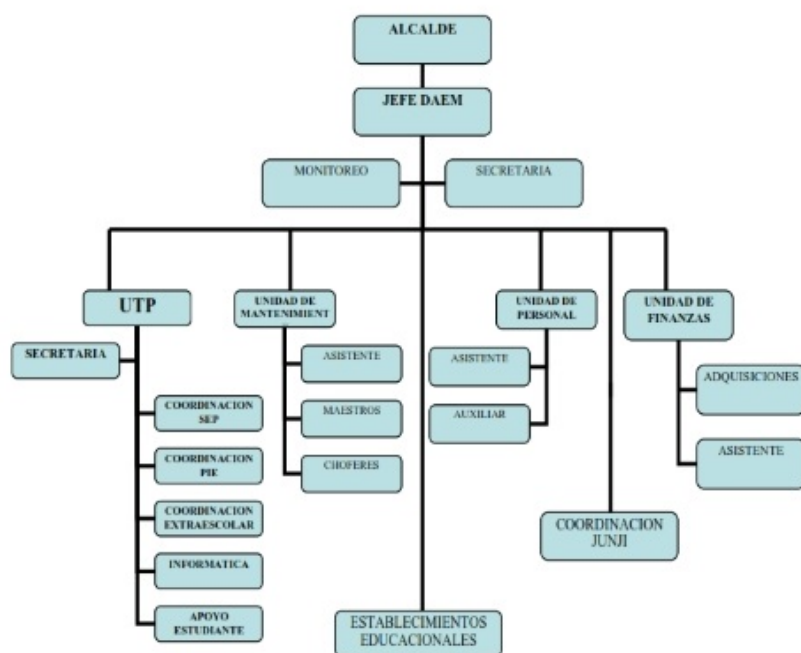 ALCALDE
JEFE DAEM
MONITOREO
SECRETARIA
UTP
UNIDAD DE
MANTENIMIENT
UNIDAD DE
PERSONAL
UNIDAD DE
FINANZAS
SECRETARIA
ASISTENTE
ASISTENTE
ADQUISICIONES
COORDINACION
SEP
MAESTROS
AUXILIAR
COORDINACION
PIE
CHOFERES
ASISTENTE
COORDINACION
EXTRAESCOLAR
COORDINACION
JUNJI
INFORMATICA
APOYO
ESTUDIANTE
ESTABLECIMIENTOS
EDUCACIONALES